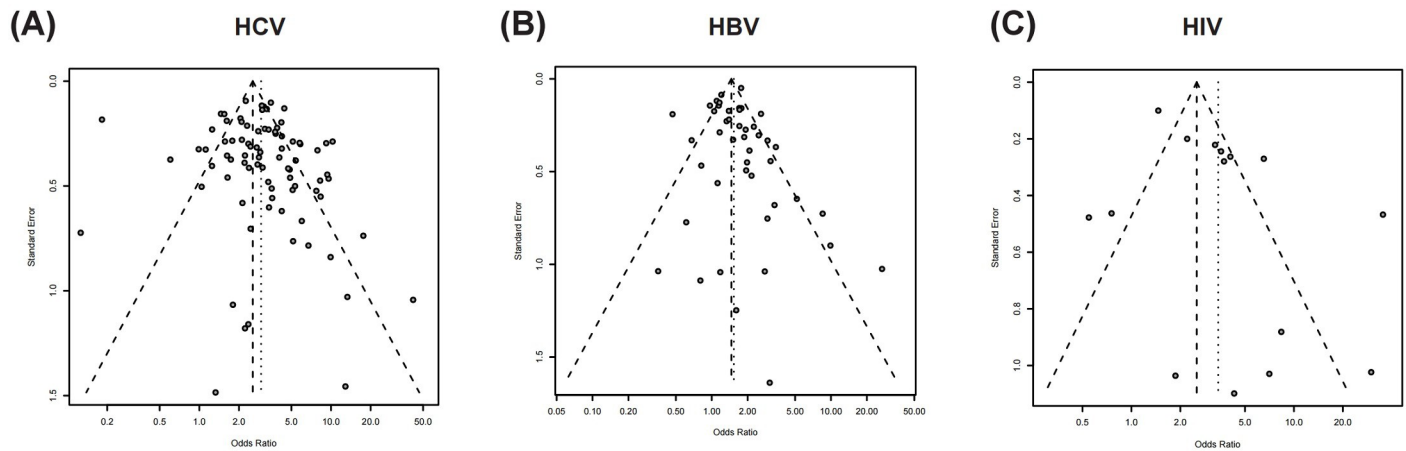 (A) HCV
0.0
0.5
1.0
1.5
Standard Error
0.2 0.5 1.0 2.0 5.0 10.0 20.0 50.0
Odds Ratio
(B) HBV
0.0
0.5
1.0
1.5
Standard Error
0.05 0.10 0.20 0.50 1.00 2.00 5.00 10.00 20.00 50.00
Odds Ratio
(C) HIV
0.0
0.2
0.4
0.6
0.8
1.0
Standard Error
0.5 1.0 2.0 5.0 10.0 20.0
Odds Ratio